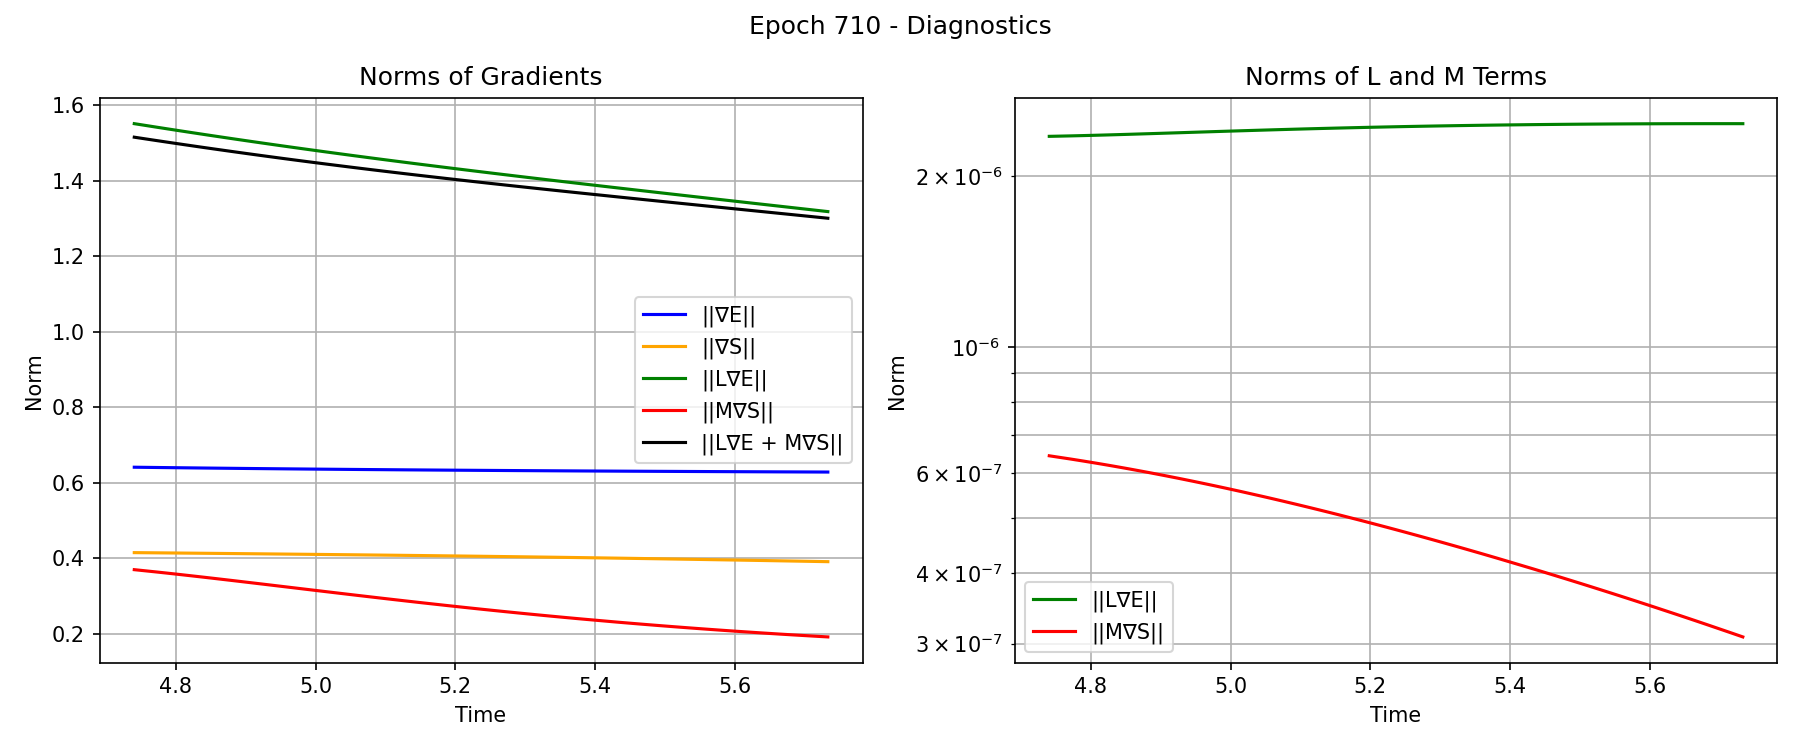 Epoch 710 - Diagnostics
Norms of Gradients
Norm
1.6
1.4
1.2
1.0
0.8
0.6
0.4
0.2
||∇E||
||∇S||
||L∇E||
||M∇S||
||L∇E + M∇S||
4.8
5.0
5.2
5.4
5.6
Time
Norms of L and M Terms
Norm
2 × 10⁻⁶
10⁻⁶
6 × 10⁻⁷
4 × 10⁻⁷
3 × 10⁻⁷
||L∇E||
||M∇S||
4.8
5.0
5.2
5.4
5.6
Time